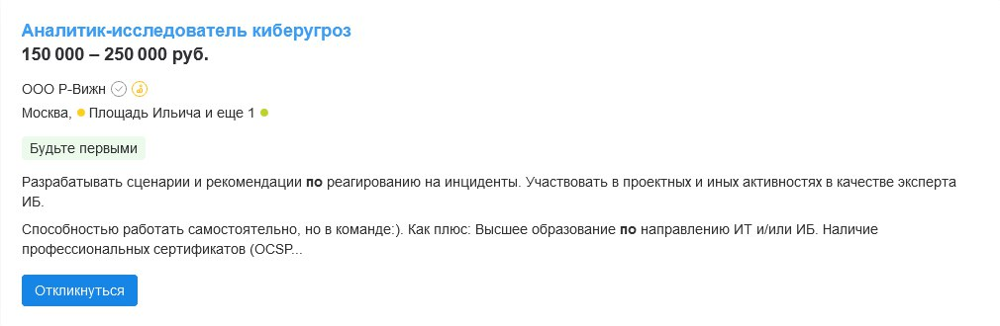 Аналитик-исследователь киберугроз
150 000 – 250 000 руб.
ООО Р-Вижн
Москва, Площадь Ильича и еще 1
Будьте первыми
Разрабатывать сценарии и рекомендации по реагированию на инциденты. Участвовать в проектных и иных активностях в качестве эксперта
ИБ.
Способностью работать самостоятельно, но в команде:). Как плюс: Высшее образование по направлению ИТ и/или ИБ. Наличие
профессиональных сертификатов (OCSP...
Откликнуться